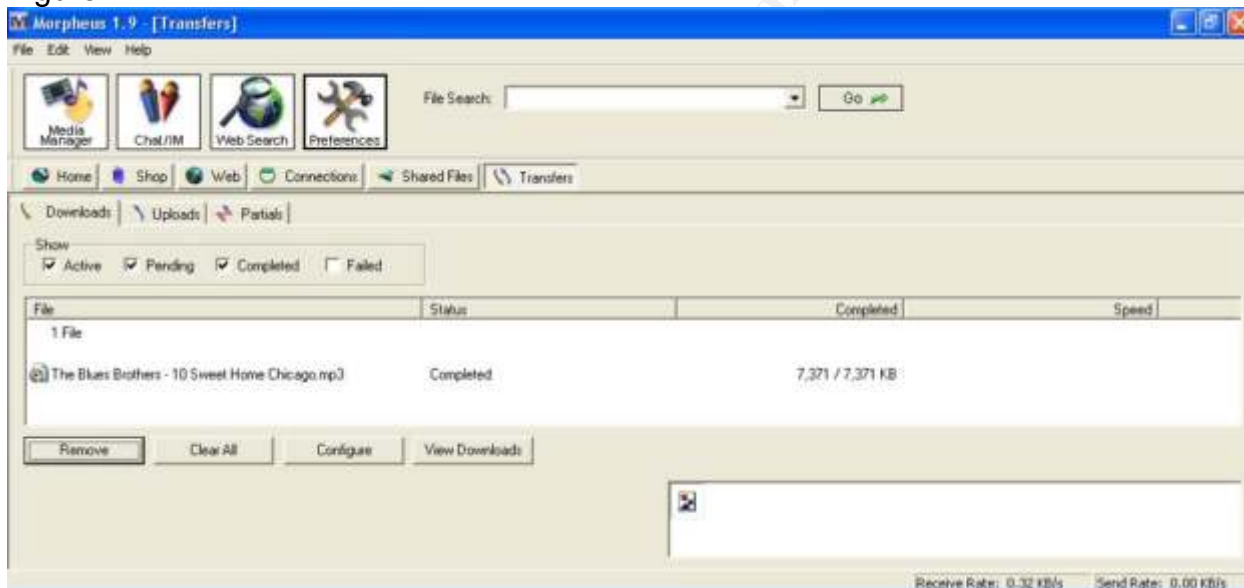 Morpheus 1.9 - [Transfers]
File Edit View Help
Media Manager
Chat/IM
Web Search
Preferences
File Search:
Go
Home Shop Web Connections Shared Files Transfers
Downloads Uploads Partials
Show
Active Pending Completed Failed
File Status Completed Speed
1 File
The Blues Brothers - 10 Sweet Home Chicago.mp3 Completed 7,371 / 7,371 KB
Remove Clear All Configure View Downloads
Receive Rate: 0.32 KB/s Send Rate: 0.00 KB/s